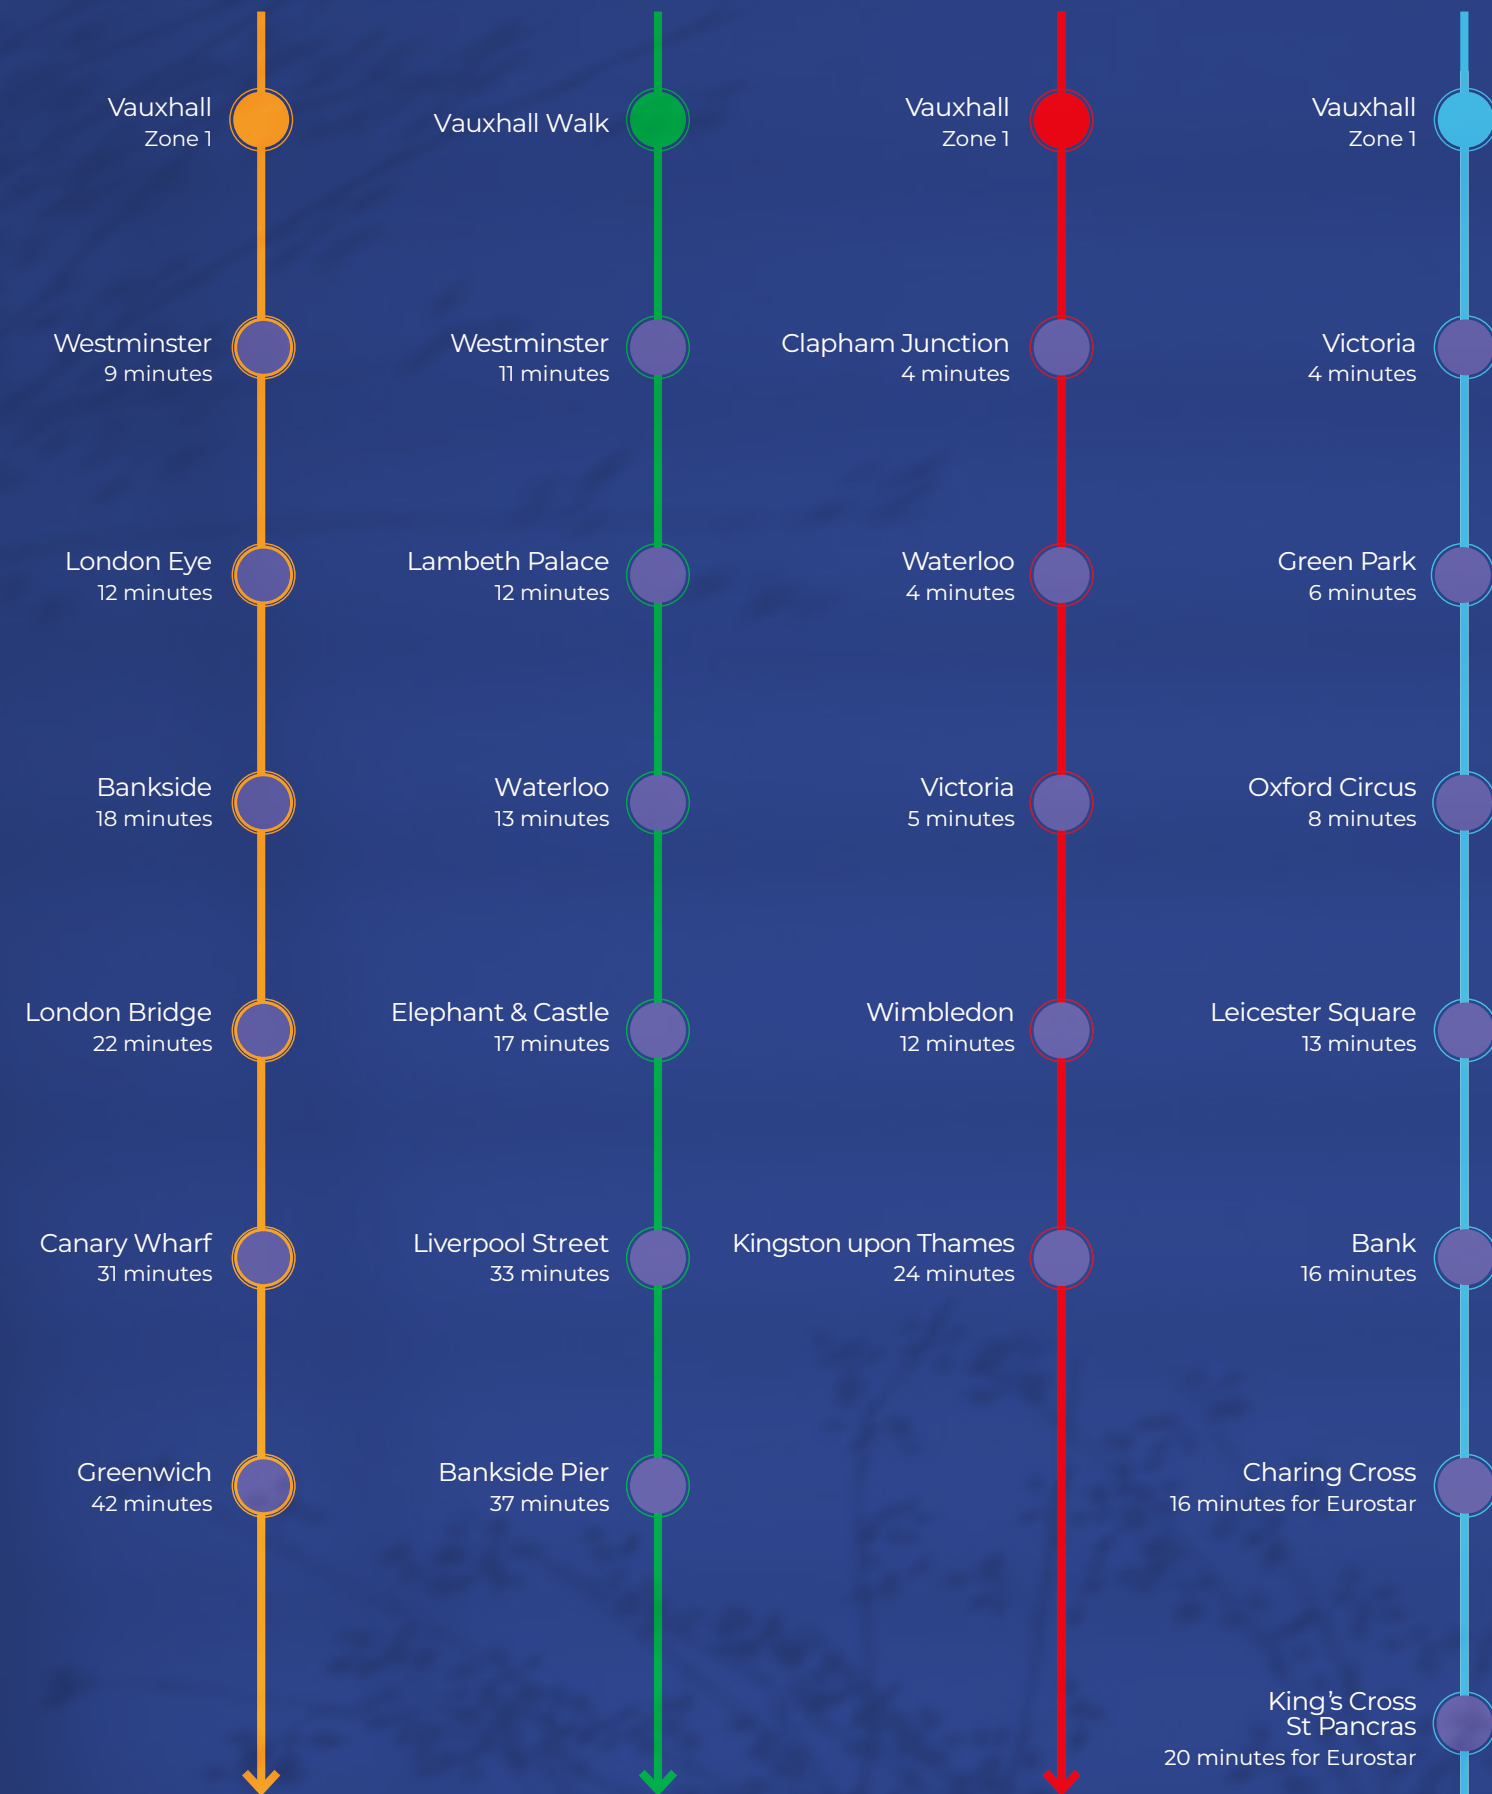 Vauxhall
Zone 1
Westminster
9 minutes
London Eye
12 minutes
Bankside
18 minutes
London Bridge
22 minutes
Canary Wharf
31 minutes
Greenwich
42 minutes
Vauxhall Walk
Westminster
11 minutes
Lambeth Palace
12 minutes
Waterloo
13 minutes
Elephant & Castle
17 minutes
Liverpool Street
33 minutes
Bankside Pier
37 minutes
Vauxhall
Zone 1
Clapham Junction
4 minutes
Waterloo
4 minutes
Victoria
5 minutes
Wimbledon
12 minutes
Kingston upon Thames
24 minutes
Vauxhall
Zone 1
Victoria
4 minutes
Green Park
6 minutes
Oxford Circus
8 minutes
Leicester Square
13 minutes
Bank
16 minutes
Charing Cross
16 minutes for Eurostar
King’s Cross
St Pancras
20 minutes for Eurostar